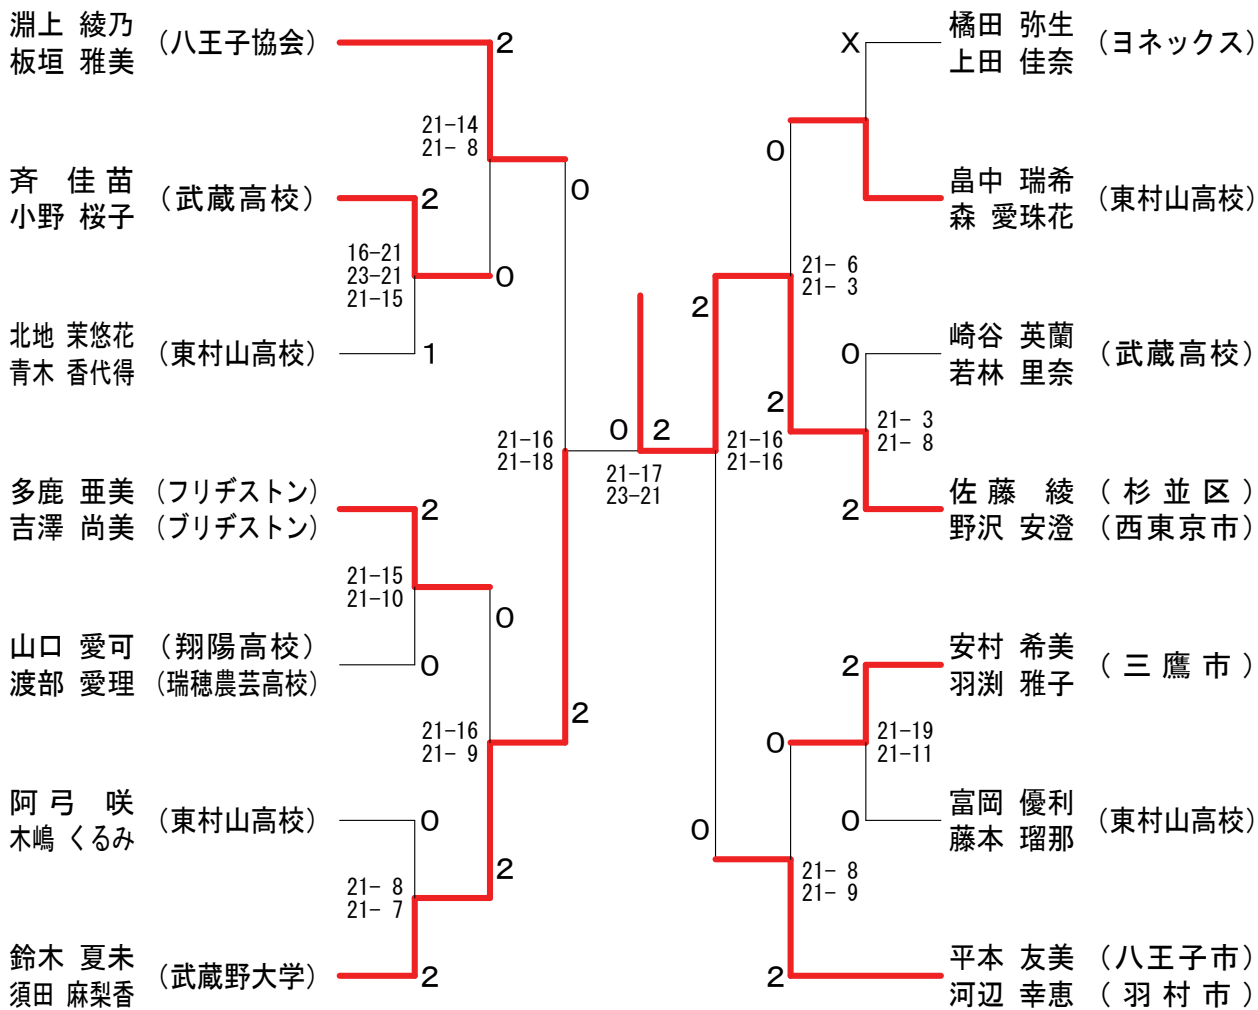 淵上 綾乃
板垣 雅美
（八王子協会）
2
21-14
21- 8
斉 佳苗
小野 桜子
（武蔵高校）
2
16-21
23-21
21-15
0
0
北地 茉悠花
青木 香代得
（東村山高校）
1
21-16
21-18
多鹿 亜美（フリヂストン）
吉澤 尚美（ブリヂストン）
2
21-15
21-10
0
山口 愛可（翔陽高校）
渡部 愛理（瑞穂農芸高校）
0
21-16
21- 9
2
阿弓 咲
木嶋 くるみ
（東村山高校）
0
21- 8
21- 7
2
鈴木 夏未
須田 麻梨香
（武蔵野大学）
2
0 2
21-17
23-21
X
橘田 弥生
上田 佳奈
（ヨネックス）
0
畠中 瑞希
森 愛珠花
（東村山高校）
21- 6
21- 3
2
0
崎谷 英蘭
若林 里奈
（武蔵高校）
2
21- 3
21- 8
21-16
21-16
2
佐藤 綾（杉並区）
野沢 安澄（西東京市）
2
安村 希美
羽渕 雅子
（三鷹市）
0
21-19
21-11
0
富岡 優利
藤本 瑠那
（東村山高校）
0
21- 8
21- 9
2
平本 友美（八王子市）
河辺 幸恵（羽村市）